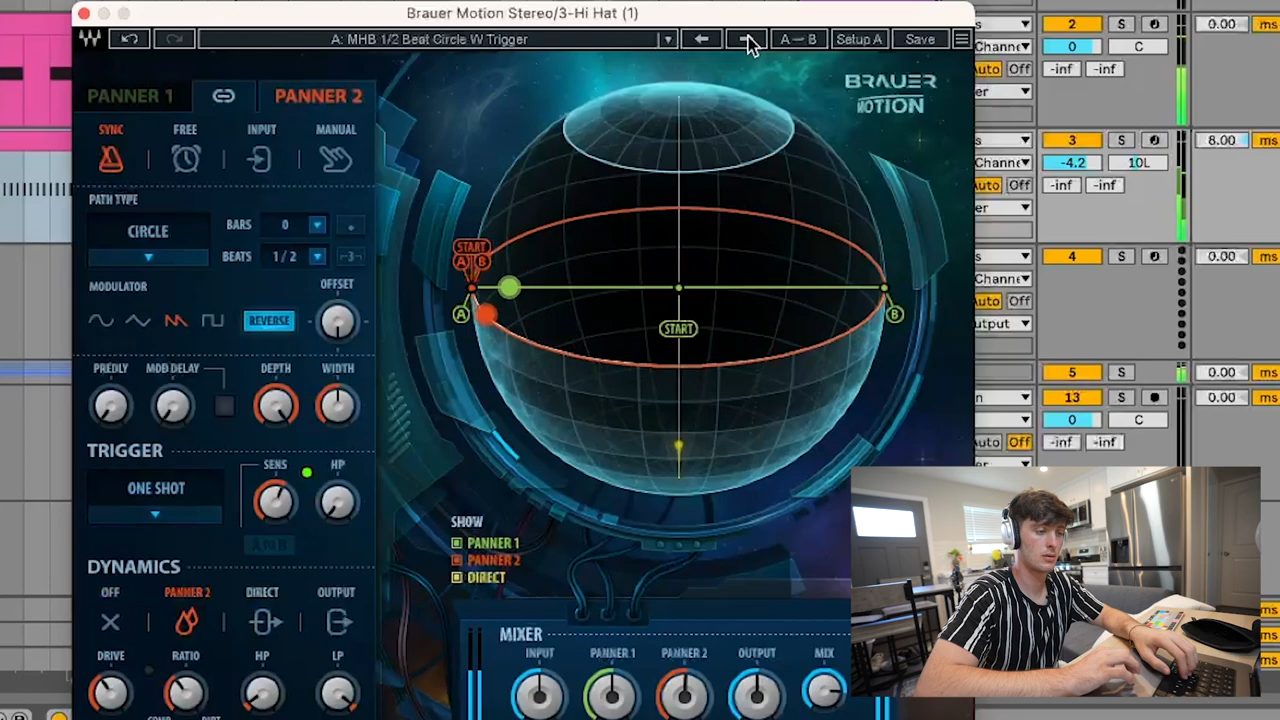 Brauer Motion Stereo/3-Hi Hat (1)
A: MHB 1/2 Beat Circle W Trigger
A→B
Setup A
Save
PANNER 1
PANNER 2
SYNC
FREE
INPUT
MANUAL
PATH TYPE
CIRCLE
BARS
0
BEATS
1/2
3
MODULATOR
OFFSET
REVERSE
PREDLY
MOD DELAY
DEPTH
WIDTH
TRIGGER
ONE SHOT
SENS
HP
DYNAMICS
OFF
PANNER 2
DIRECT
OUTPUT
DRIVE
RATIO
HP
LP
BRAUER
MOTION
START
A B
A
START
B
SHOW
PANNER 1
PANNER 2
DIRECT
MIXER
INPUT
PANNER 1
PANNER 2
OUTPUT
MIX
2 S 0.00 ms
0 C
Off
-inf -inf
3 S 8.00 ms
-4.2 10L
Off
-inf -inf
4 S 0.00 ms
Off
5 S 0.00 ms
13 S 0.00 ms
0 C
Off
-inf -inf
ms
ms
ms